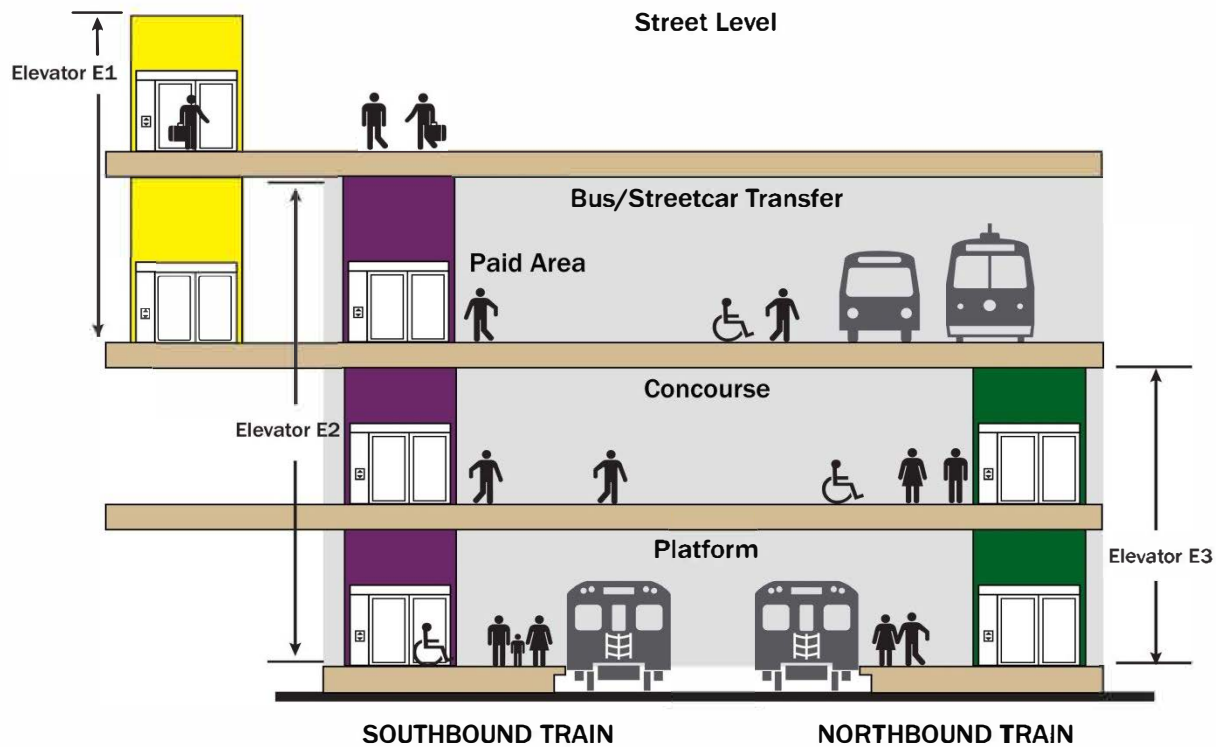 Street Level
Elevator E1
Bus/Streetcar Transfer
Paid Area
Concourse
Elevator E2
Platform
Elevator E3
SOUTHBOUND TRAIN
NORTHBOUND TRAIN